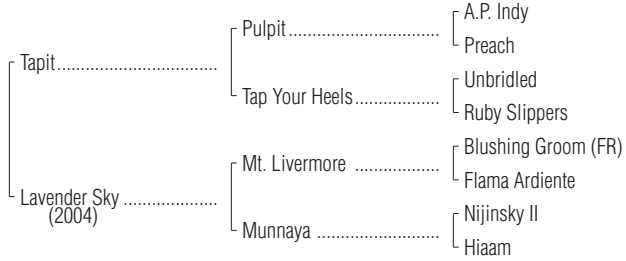 A.P. Indy
Pulpit
Preach
Tapit
Unbridled
Tap Your Heels
Ruby Slippers
Blushing Groom (FR)
Mt. Livermore
Flama Ardiente
Lavender Sky
(2004)
Nijinsky II
Munnaya
Hiaam